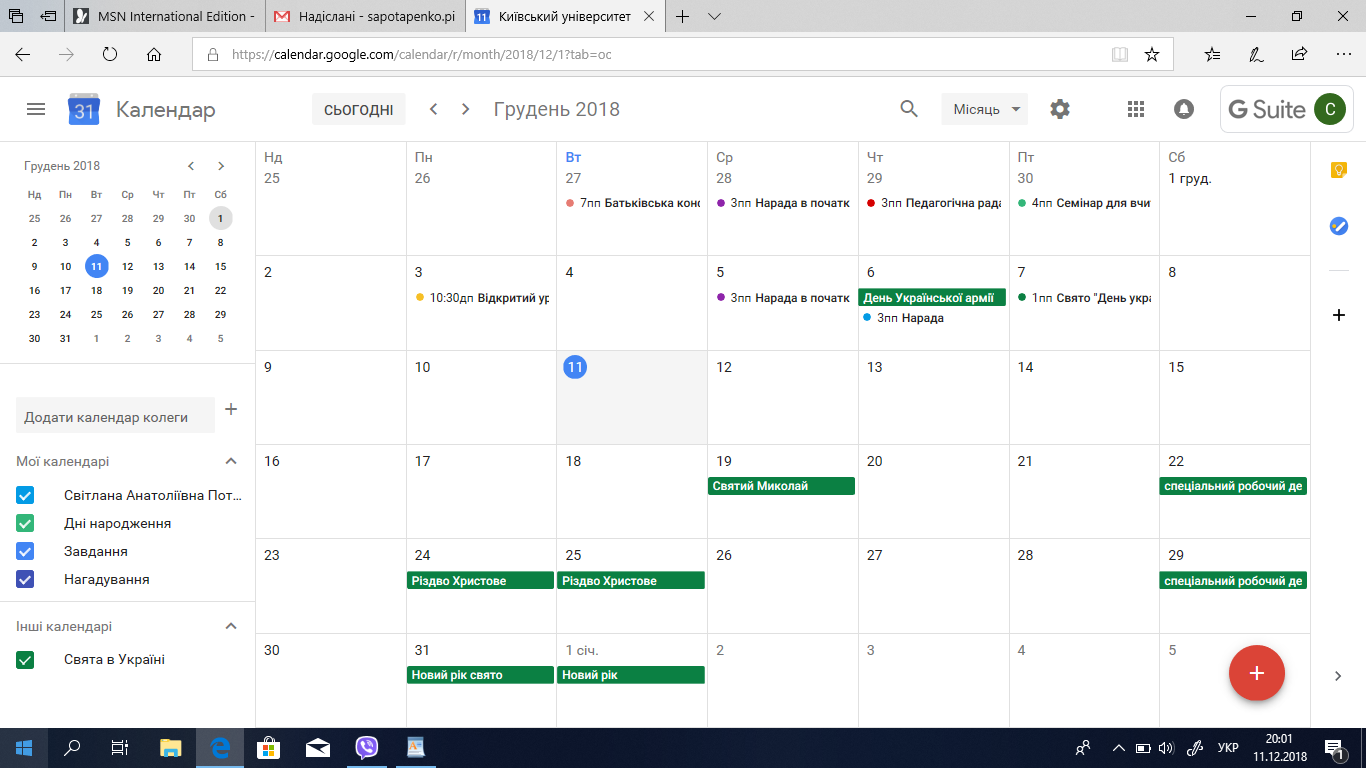 MSN International Edition -
Надіслані - sapotapenko.pi
Київський університет
https://calendar.google.com/calendar/r/month/2018/12/1?tab=oc
31
Календар
СЬОГОДНІ
Грудень 2018
Місяць
G Suite
С
Грудень 2018
Нд Пн Вт Ср Чт Пт Сб
25 26 27 28 29 30 1
2 3 4 5 6 7 8
9 10 11 12 13 14 15
16 17 18 19 20 21 22
23 24 25 26 27 28 29
30 31 1 2 3 4 5
Додати календар колеги
Мої календарі
Світлана Анатоліївна Пот...
Дні народження
Завдання
Нагадування
Інші календарі
Свята в Україні
Нд Пн Вт Ср Чт Пт Сб
25 26 27 28 29 30 1 груд.
7пп Батьківська конс
3пп Нарада в початк
3пп Педагогічна рада
4пп Семінар для вчи
2 3 4 5 6 7 8
10:30дп Відкритий ур
3пп Нарада в початк
День Української армії
3пп Нарада
1пп Свято "День укра
9 10 11 12 13 14 15
16 17 18 19 20 21 22
Святий Миколай
спеціальний робочий де
23 24 25 26 27 28 29
Різдво Христове
Різдво Христове
спеціальний робочий де
30 31 1 січ. 2 3 4 5
Новий рік свято
Новий рік
УКР
20:01
11.12.2018
1